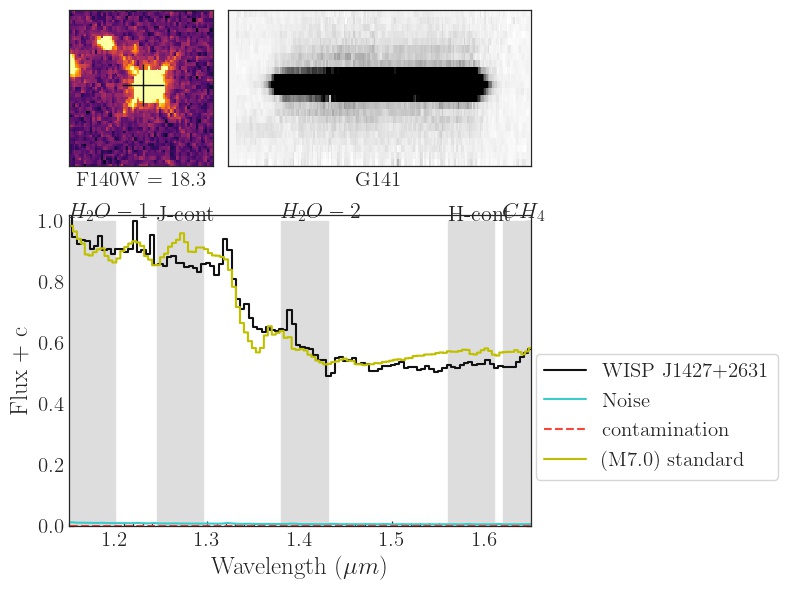 F140W = 18.3
G141
H2O − 1
J-cont
H2O − 2
H-cont
CH4
1.0
0.8
0.6
0.4
0.2
0.0
Flux + c
1.2
1.3
1.4
1.5
1.6
Wavelength (μm)
WISP J1427+2631
Noise
contamination
(M7.0) standard